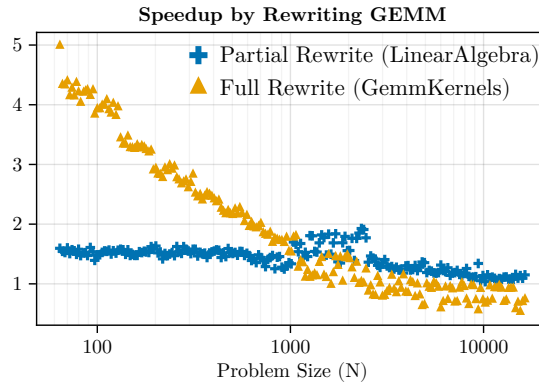 Speedup by Rewriting GEMM
5
4
3
2
1
Partial Rewrite (LinearAlgebra)
Full Rewrite (GemmKernels)
100
1000
10000
Problem Size (N)